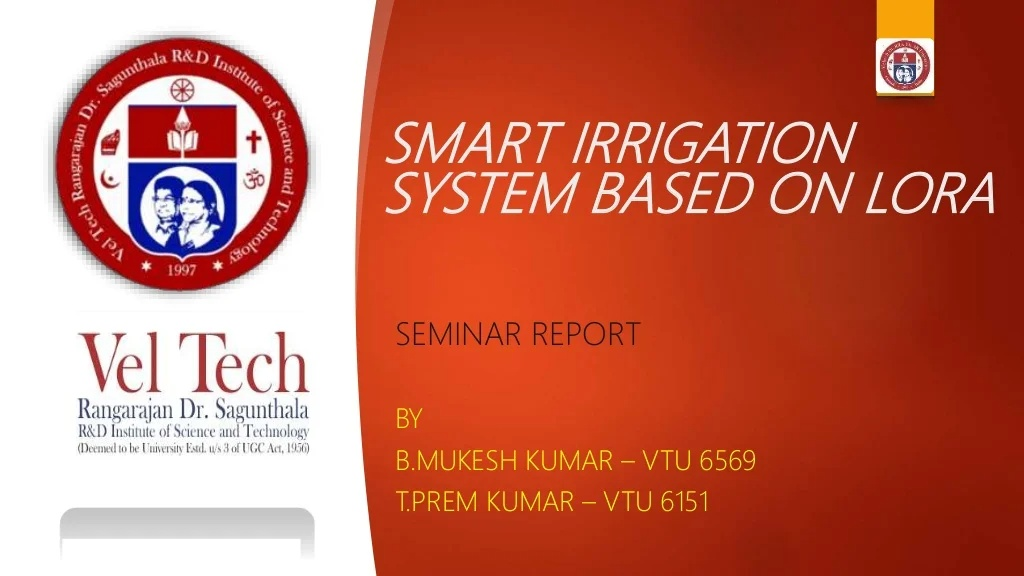 Vel Tech Rangarajan Dr. Sagunthala R&D Institute of Science and Technology
1997
Vel Tech
Rangarajan Dr. Sagunthala
R&D Institute of Science and Technology
(Deemed to be University Estd. u/s 3 of UGC Act, 1956)
SMART IRRIGATION
SYSTEM BASED ON LORA
SEMINAR REPORT
BY
B.MUKESH KUMAR – VTU 6569
T.PREM KUMAR – VTU 6151